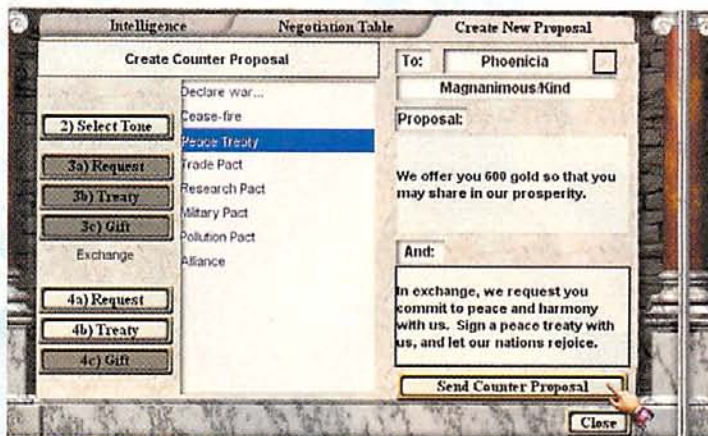 Intelligence
Negotiation Table
Create New Proposal
Create Counter Proposal
2) Select Tone
3a) Request
3b) Treaty
3c) Gift
Exchange
4a) Request
4b) Treaty
4c) Gift
Declare war...
Cease-fire
Peace Treaty
Trade Pact
Research Pact
Military Pact
Pollution Pact
Alliance
To:
Phoenicia
Magnanimous/Kind
Proposal:
We offer you 600 gold so that you
may share in our prosperity.
And:
In exchange, we request you
commit to peace and harmony
with us. Sign a peace treaty with
us, and let our nations rejoice.
Send Counter Proposal
Close